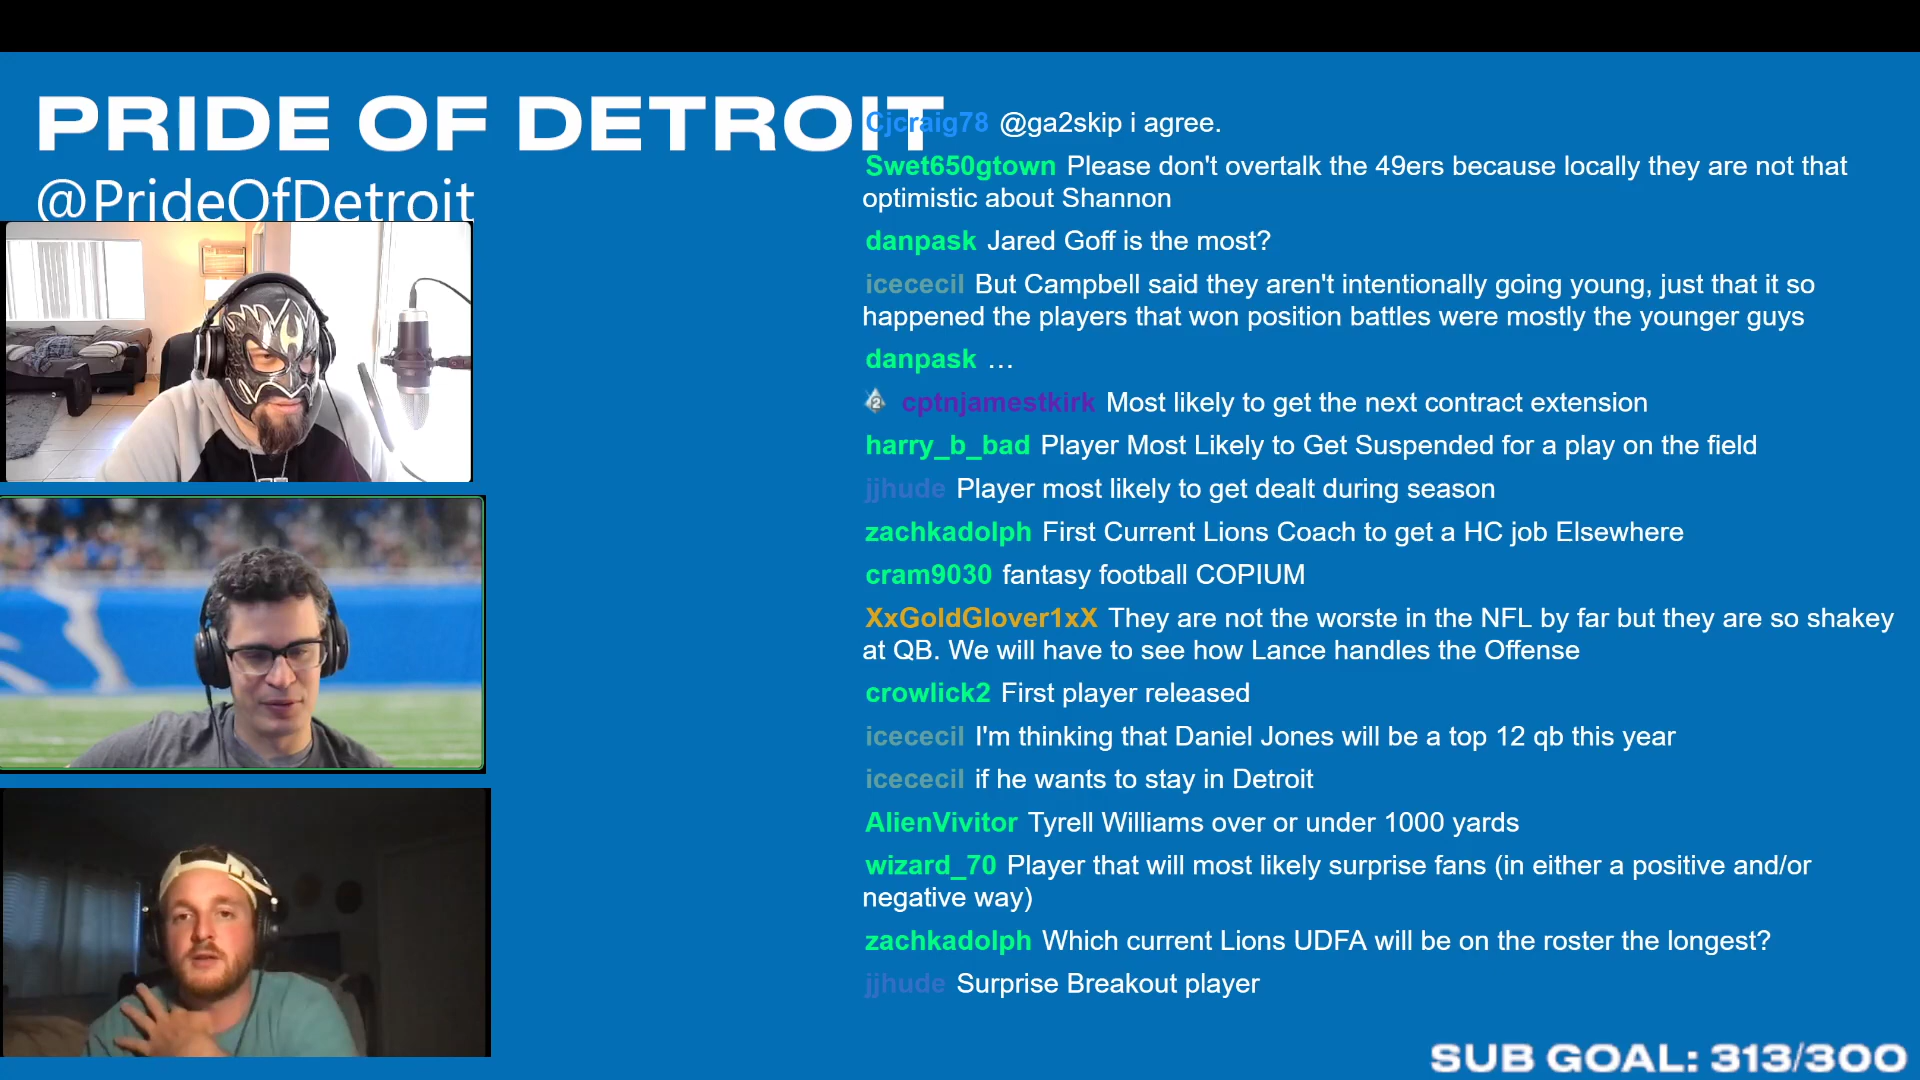 PRIDE OF DETROIT
@PrideOfDetroit
Cjcraig78 @ga2skip i agree.
Swet650gtown Please don't overtalk the 49ers because locally they are not that
optimistic about Shannon
danpask Jared Goff is the most?
icececil But Campbell said they aren't intentionally going young, just that it so
happened the players that won position battles were mostly the younger guys
danpask ...
2 cptnjamestkirk Most likely to get the next contract extension
harry_b_bad Player Most Likely to Get Suspended for a play on the field
jjhude Player most likely to get dealt during season
zachkadolph First Current Lions Coach to get a HC job Elsewhere
cram9030 fantasy football COPIUM
XxGoldGlover1xX They are not the worste in the NFL by far but they are so shakey
at QB. We will have to see how Lance handles the Offense
crowlick2 First player released
icececil I'm thinking that Daniel Jones will be a top 12 qb this year
icececil if he wants to stay in Detroit
AlienVivitor Tyrell Williams over or under 1000 yards
wizard_70 Player that will most likely surprise fans (in either a positive and/or
negative way)
zachkadolph Which current Lions UDFA will be on the roster the longest?
jjhude Surprise Breakout player
SUB GOAL: 313/300